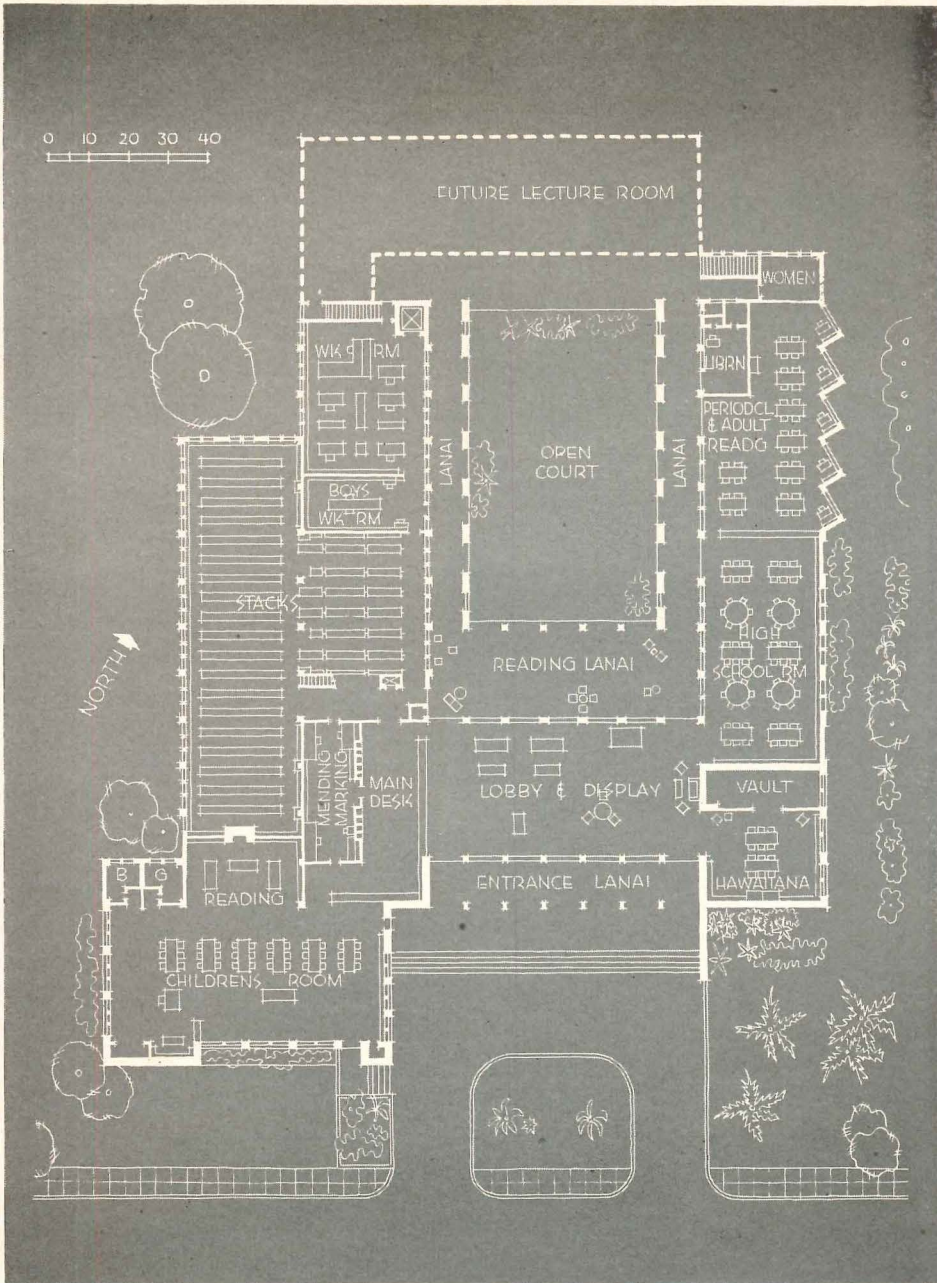 0 10 20 30 40
FUTURE LECTURE ROOM
WOMEN
WK RM
LIBRN
PERIODCL
& ADULT
READG
LANAI
OPEN
COURT
LANAI
BOYS
WK RM
STACKS
HIGH
SCHOOL RM
READING LANAI
NORTH
MENDING
MARKING
MAIN
DESK
LOBBY & DISPLAY
VAULT
B G
READING
ENTRANCE LANAI
HAWAIIANA
CHILDRENS ROOM